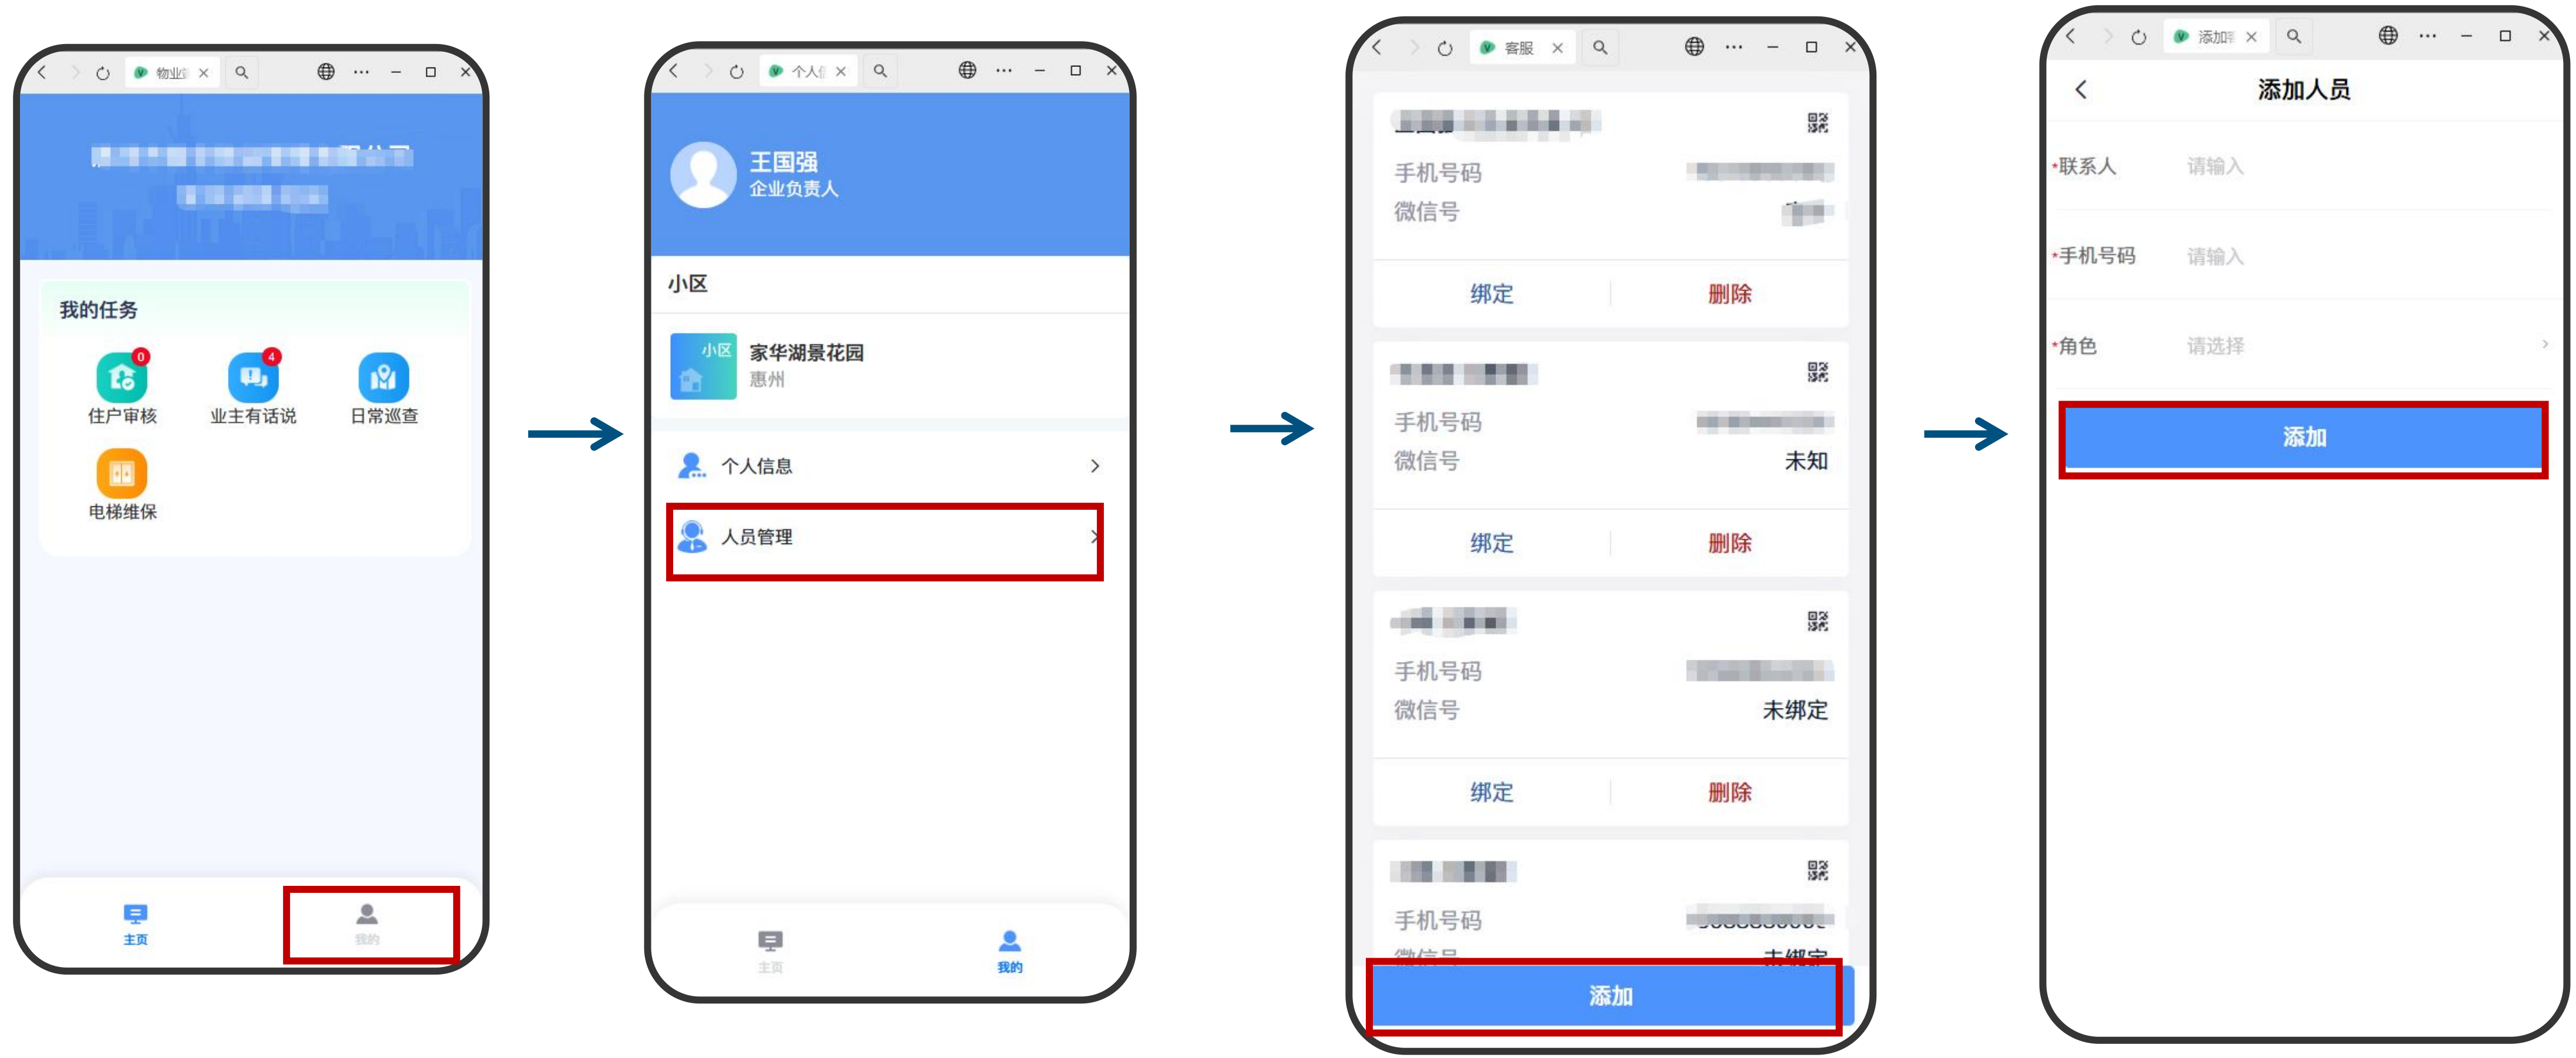 物业
我的任务
0
4
住户审核
业主有话说
日常巡查
电梯维保
主页
我的
个人信
王国强
企业负责人
小区
小区
家华湖景花园
惠州
个人信息
人员管理
主页
我的
客服
手机号码
微信号
绑定
删除
手机号码
微信号 未知
绑定
删除
手机号码
微信号 未绑定
绑定
删除
手机号码
微信号 未绑定
添加
添加
添加人员
*联系人 请输入
*手机号码 请输入
*角色 请选择
添加